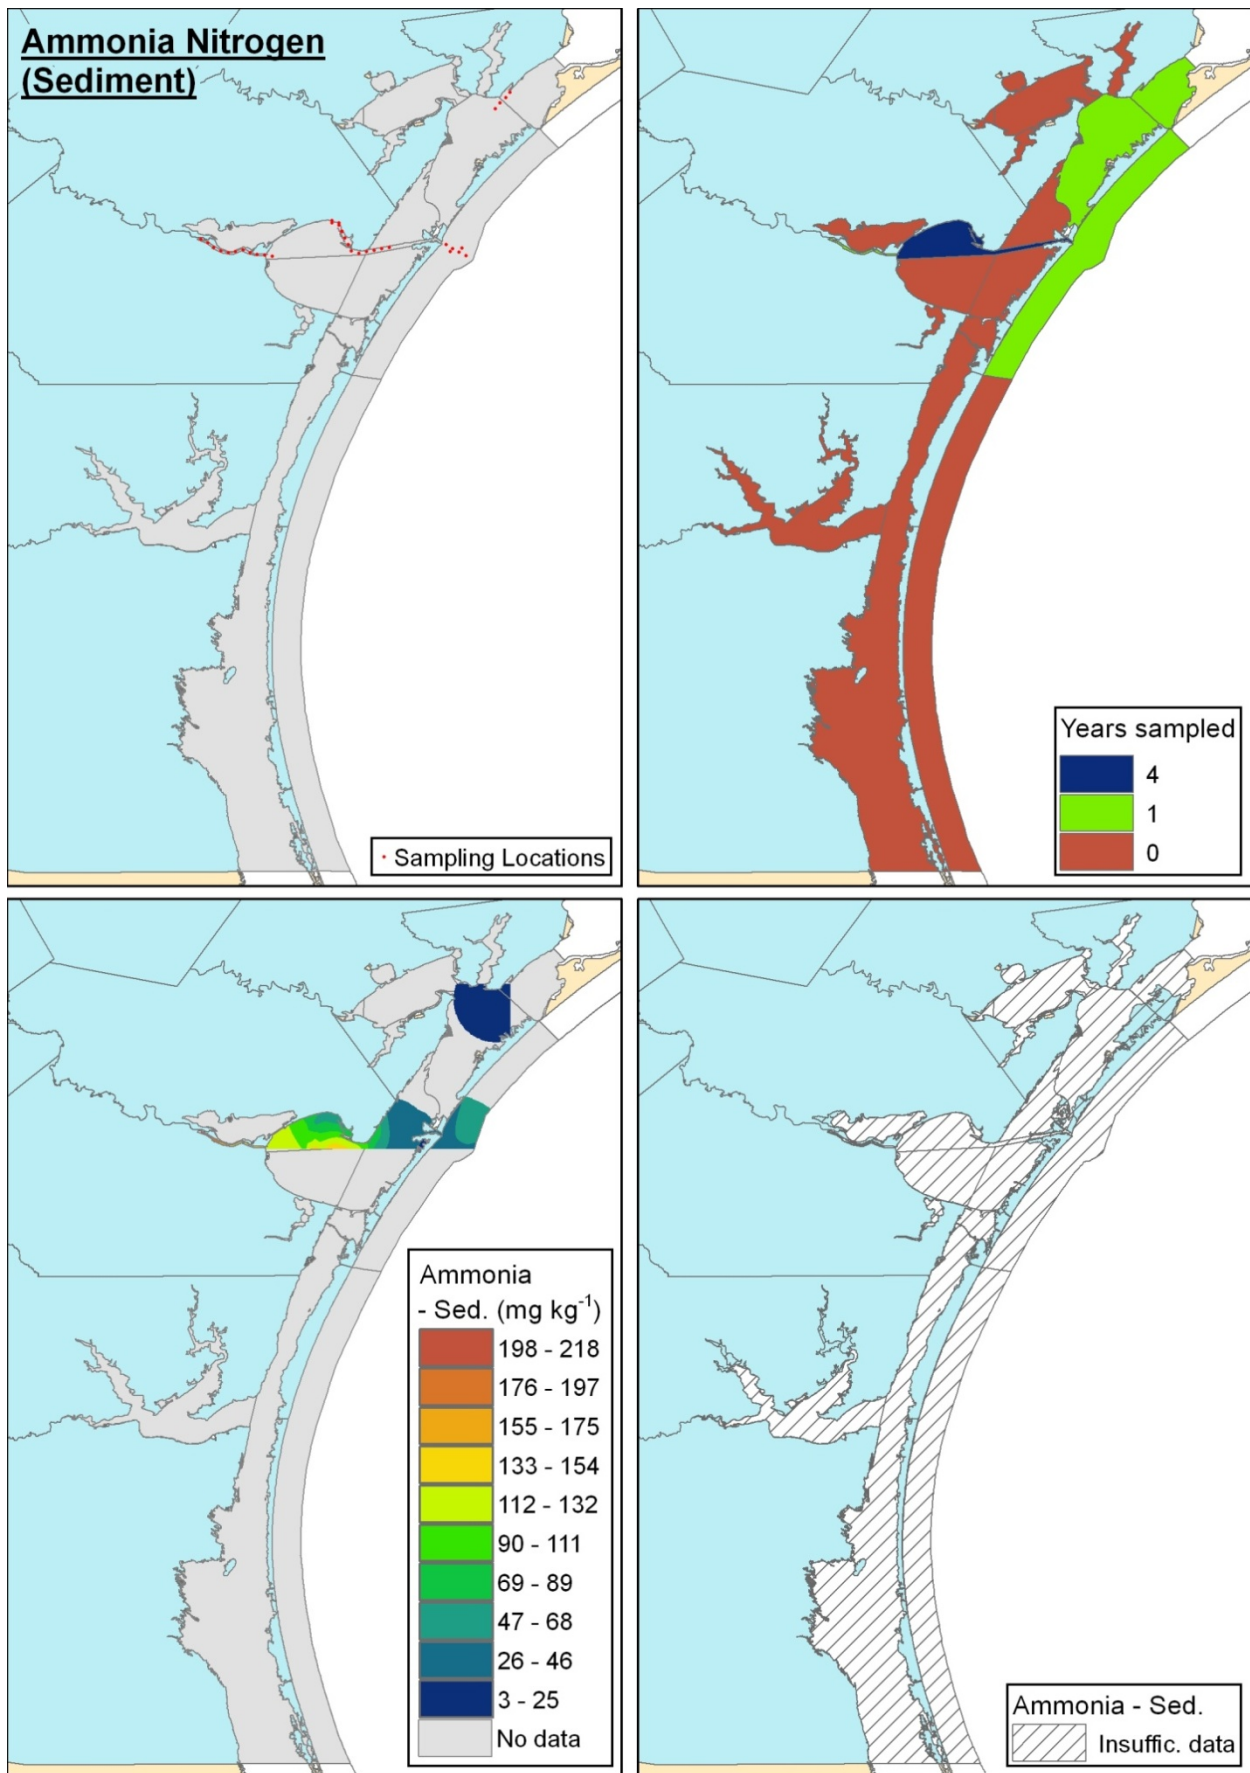 Ammonia Nitrogen
(Sediment)
Sampling Locations
Years sampled
4
1
0
Ammonia
- Sed. (mg kg⁻¹)
198 - 218
176 - 197
155 - 175
133 - 154
112 - 132
90 - 111
69 - 89
47 - 68
26 - 46
3 - 25
No data
Ammonia - Sed.
Insuffic. data